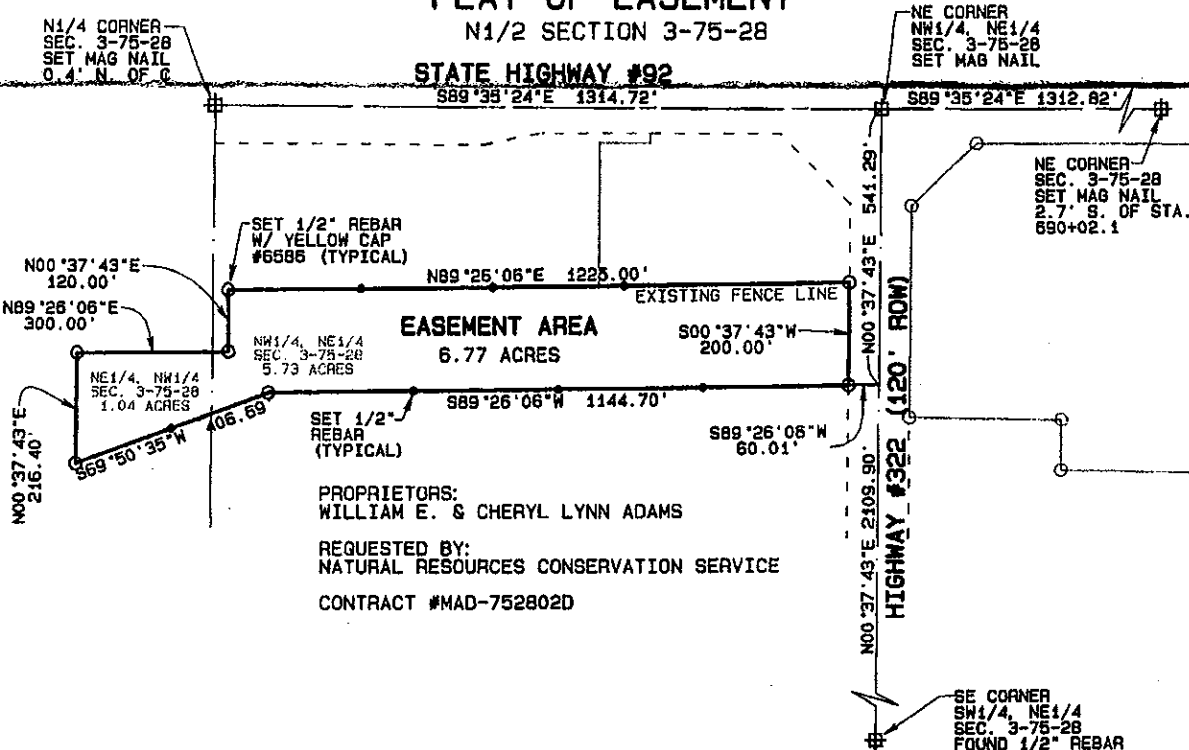 PLAT OF EASEMENT
N1/2 SECTION 3-75-28
N1/4 CORNER
SEC. 3-75-28
SET MAG NAIL
0.4' N. OF ℄
STATE HIGHWAY #92
S89°35'24"E 1314.72'
NE CORNER
NW1/4, NE1/4
SEC. 3-75-28
SET MAG NAIL
S89°35'24"E 1312.82'
NE CORNER
SEC. 3-75-28
SET MAG NAIL
2.7' S. OF STA.
690+02.1
N00°37'43"E 541.29'
SET 1/2" REBAR
W/ YELLOW CAP
#6585 (TYPICAL)
N00°37'43"E
120.00'
N89°26'06"E
300.00'
N89°26'06"E 1225.00'
EXISTING FENCE LINE
EASEMENT AREA
6.77 ACRES
S00°37'43"W
200.00'
NW1/4, NE1/4
SEC. 3-75-28
5.73 ACRES
NE1/4, NW1/4
SEC. 3-75-28
1.04 ACRES
N00°37'43"E
216.40'
S69°50'35"W
406.69'
SET 1/2"
REBAR
(TYPICAL)
S89°26'06"W 1144.70'
S89°26'06"W
60.01'
HIGHWAY #322 (120' ROW)
N00°37'43"E 2109.90'
PROPRIETORS:
WILLIAM E. & CHERYL LYNN ADAMS
REQUESTED BY:
NATURAL RESOURCES CONSERVATION SERVICE
CONTRACT #MAD-752802D
SE CORNER
SW1/4, NE1/4
SEC. 3-75-28
FOUND 1/2" REBAR